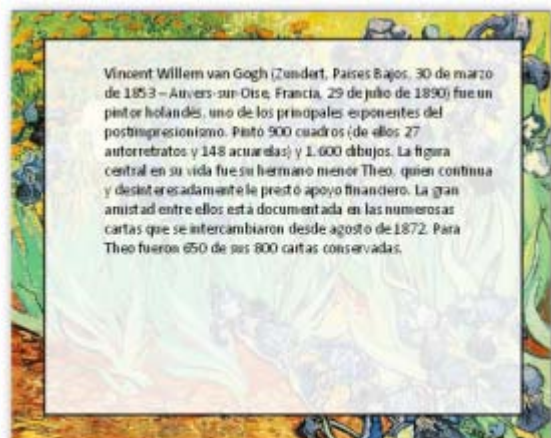 Vincent Willem van Gogh (Zundert, Países Bajos, 30 de marzo
de 1853 – Auvers-sur-Oise, Francia, 29 de julio de 1890) fue un
pintor holandés, uno de los principales exponentes del
postimpresionismo. Pintó 900 cuadros (de ellos 27
autorretratos y 148 acuarelas) y 1.600 dibujos. La figura
central en su vida fue su hermano menor Theo, quien continua
y desinteresadamente le prestó apoyo financiero. La gran
amistad entre ellos está documentada en las numerosas
cartas que se intercambiaron desde agosto de 1872. Para
Theo fueron 650 de sus 800 cartas conservadas.